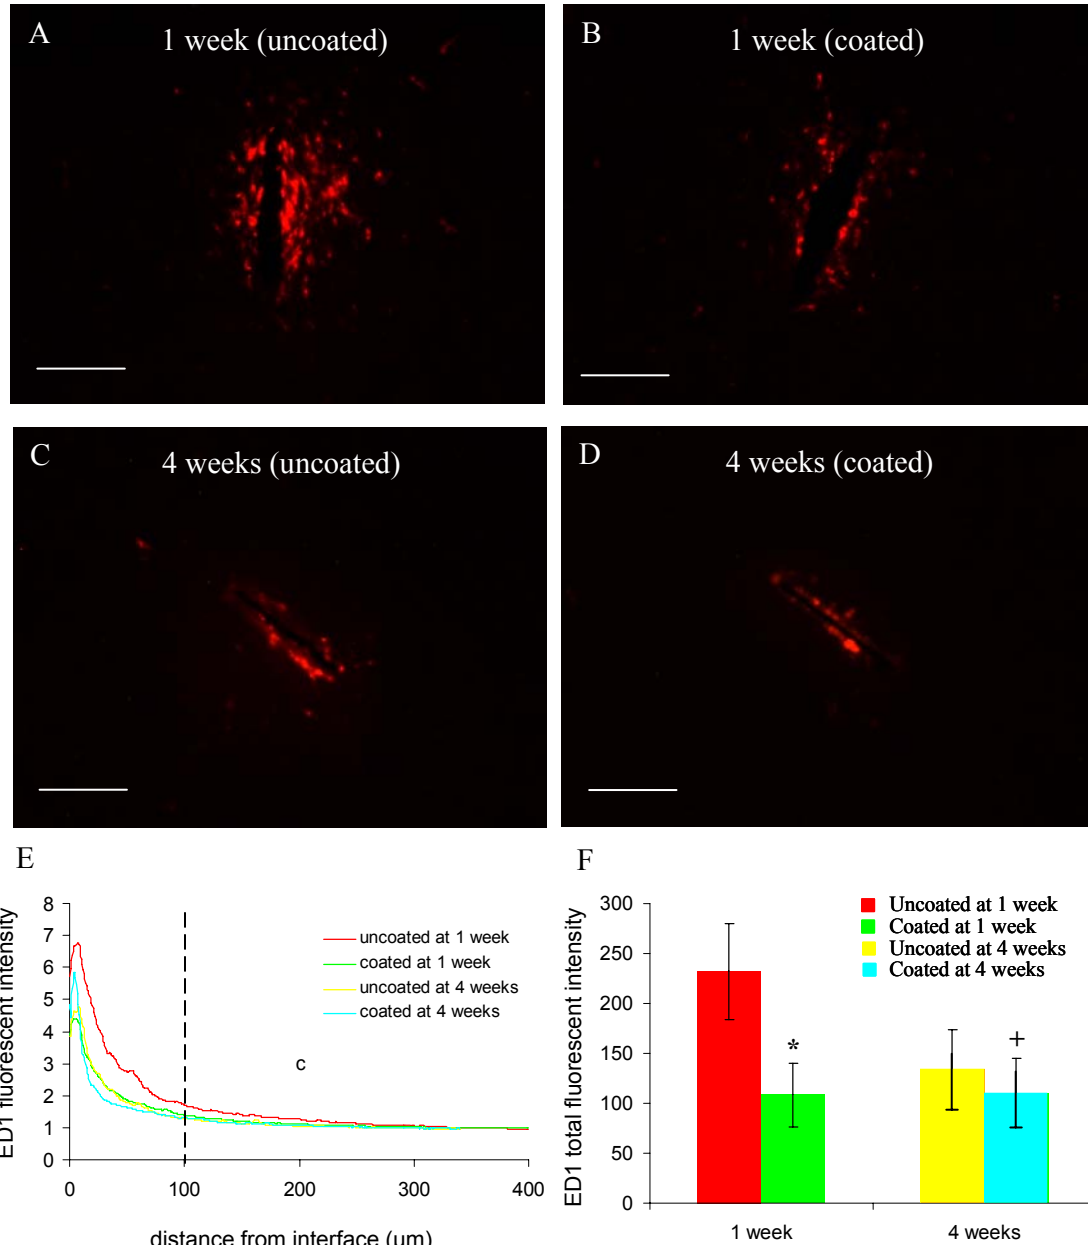 A
1 week (uncoated)
B
1 week (coated)
C
4 weeks (uncoated)
D
4 weeks (coated)
E
ED1 fluorescent intensity
8
7
6
5
4
3
2
1
0
0
100
200
300
400
uncoated at 1 week
coated at 1 week
uncoated at 4 weeks
coated at 4 weeks
c
distance from interface (um)
F
ED1 total fluorescent intensity
300
250
200
150
100
50
0
Uncoated at 1 week
Coated at 1 week
Uncoated at 4 weeks
Coated at 4 weeks
*
+
1 week
4 weeks